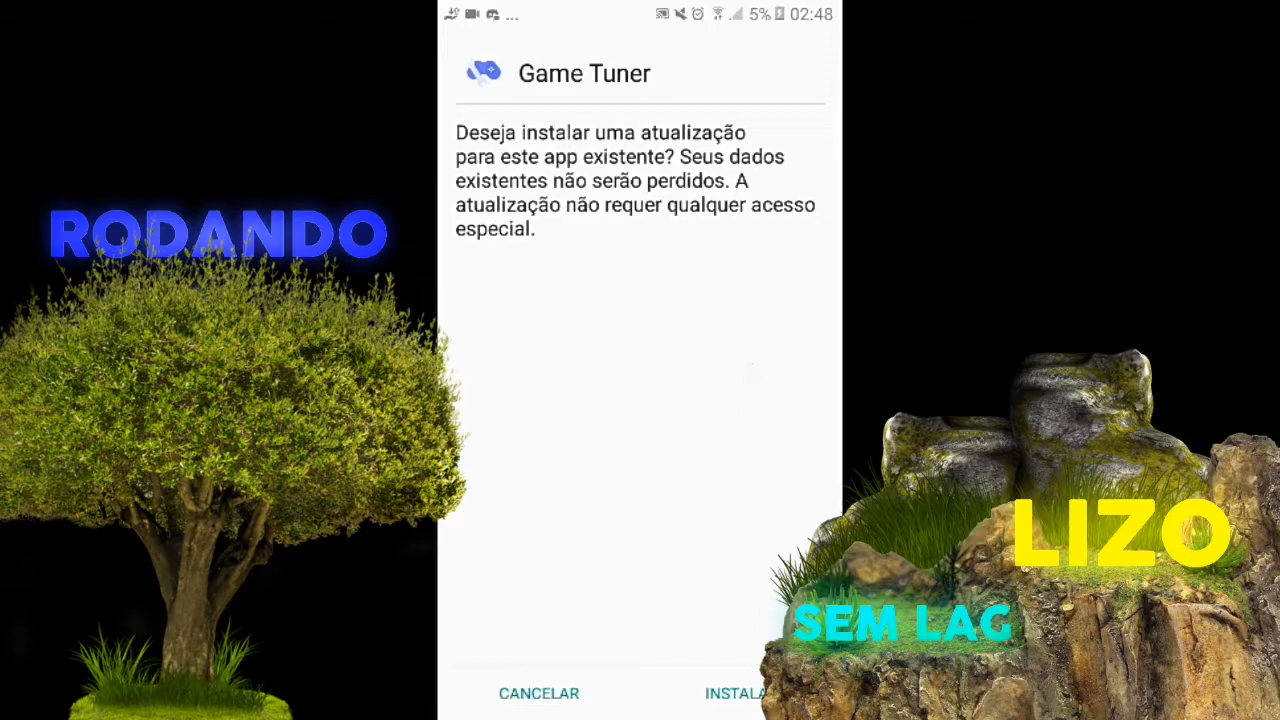 ... 5% 02:48
Game Tuner
Deseja instalar uma atualização
para este app existente? Seus dados
existentes não serão perdidos. A
atualização não requer qualquer acesso
especial.
RODANDO
LIZO
SEM LAG
CANCELAR INSTALA